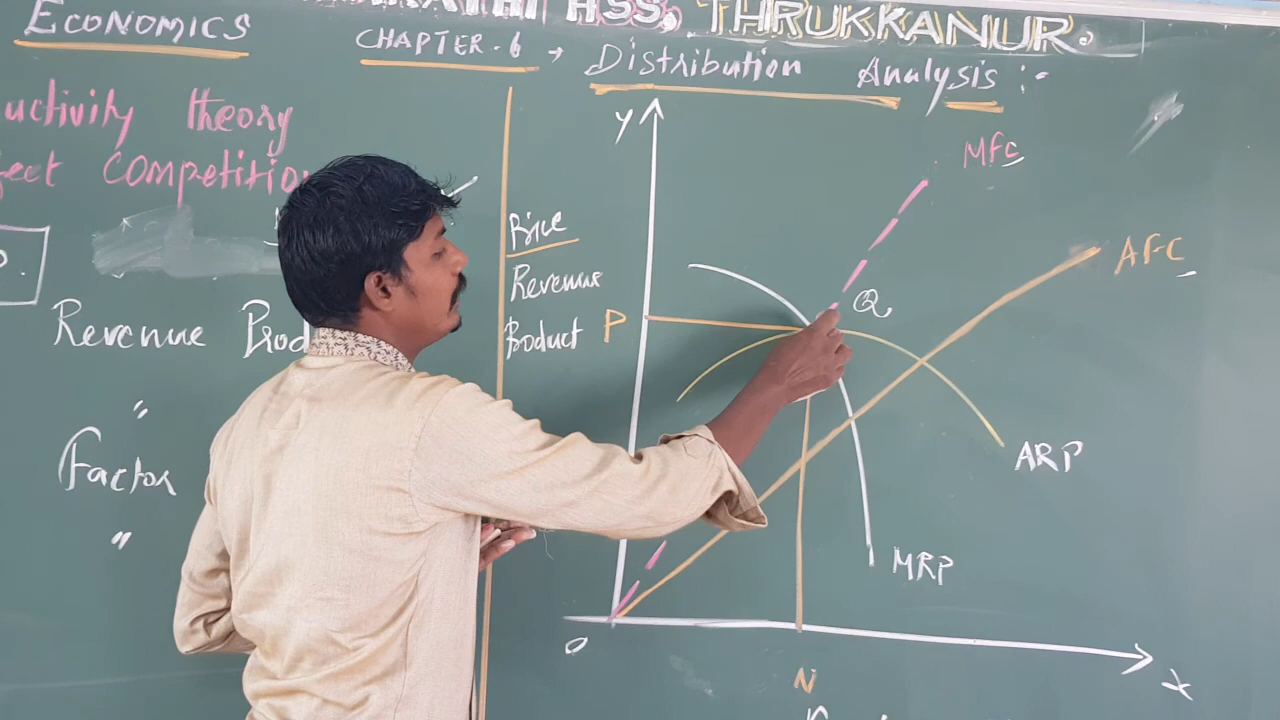 HSS, THRUKKANUR.
ECONOMICS
CHAPTER.6 → Distribution Analysis :-
uctivity theory
fect Competition
P.
Revenue Prod
"
Factor
"
Price
Revenue
Product
Y
P
Q
MFC
AFC
ARP
MRP
O
N
X